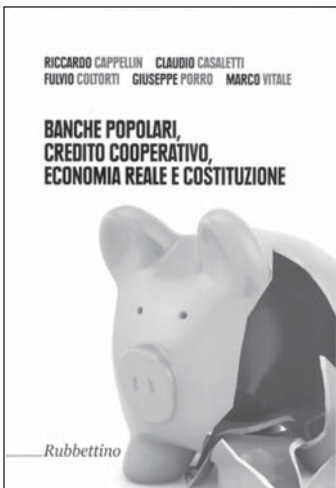 RICCARDO CAPPELLIN CLAUDIO CASALETTI
FULVIO COLTORTI GIUSEPPE PORRO MARCO VITALE
BANCHE POPOLARI,
CREDITO COOPERATIVO,
ECONOMIA REALE E COSTITUZIONE
Rubbettino